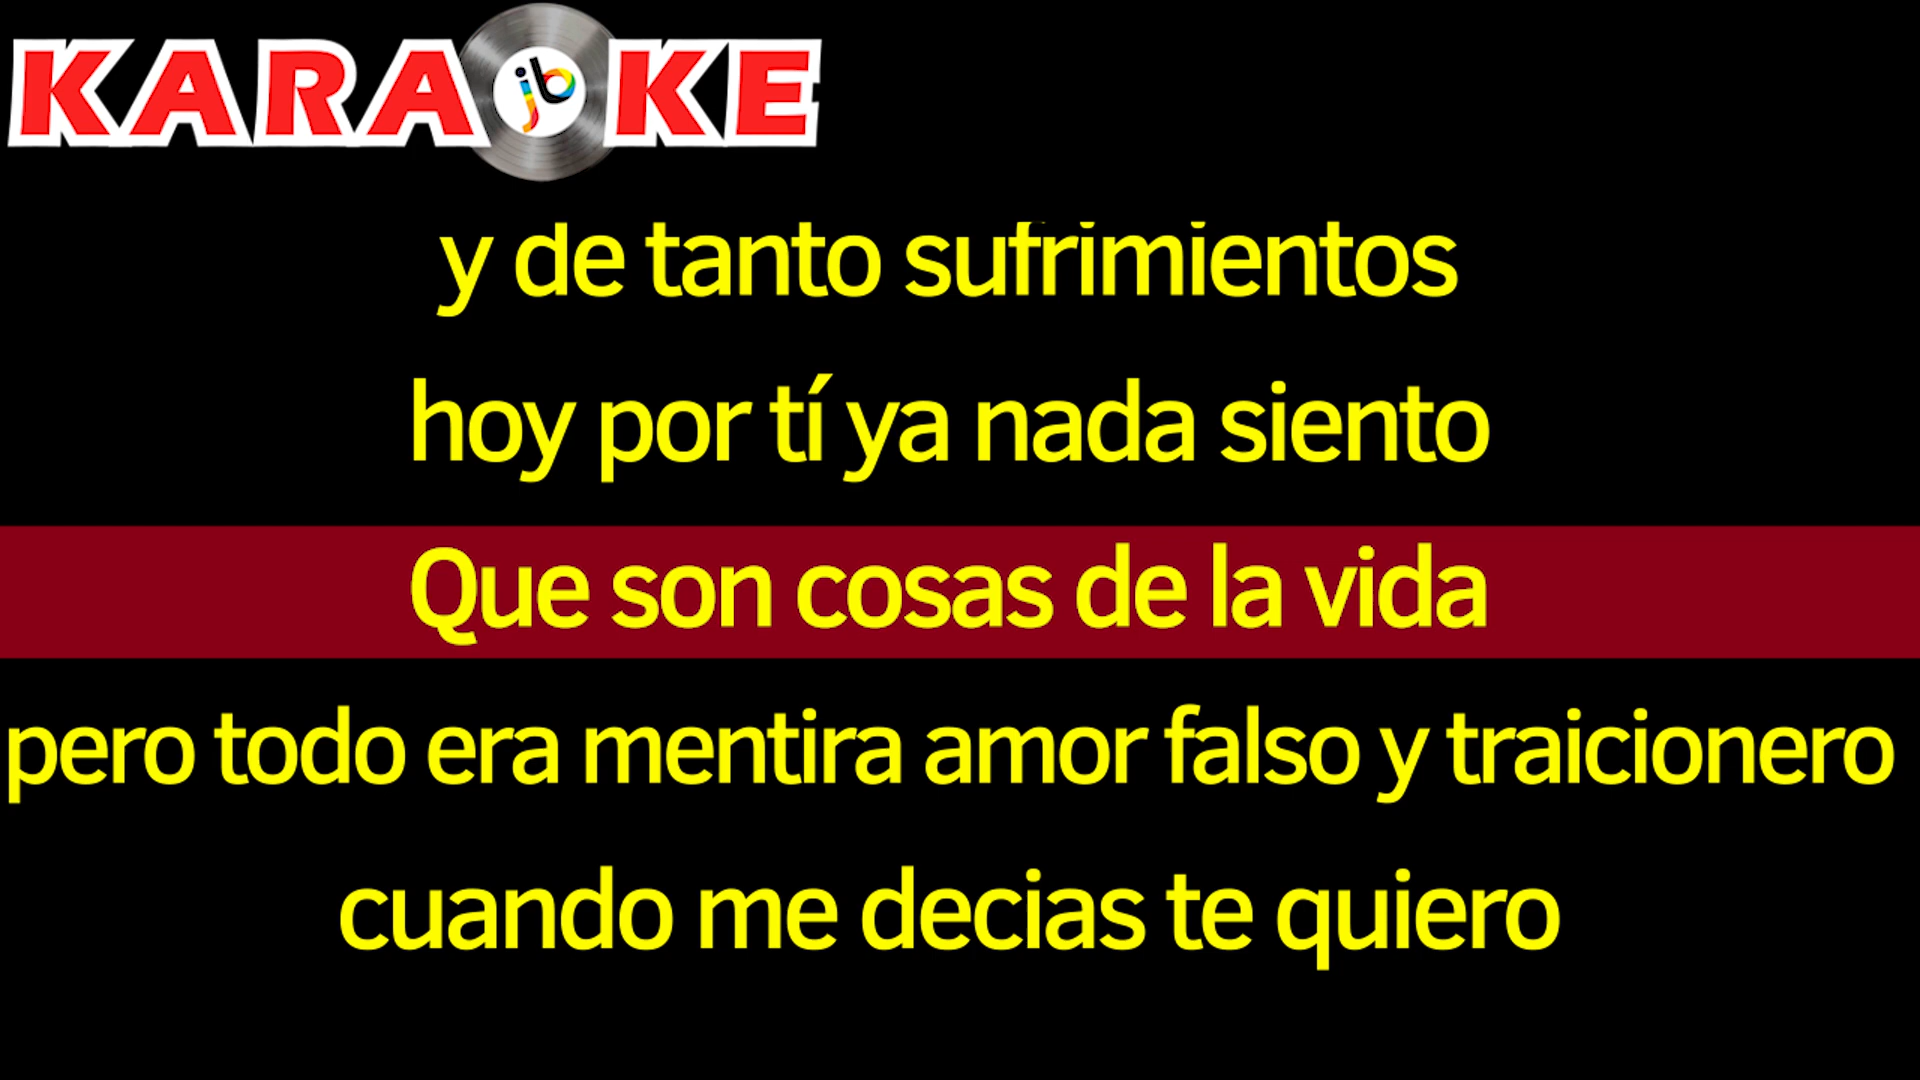 KARAOKE
jb
y de tanto sufrimientos
hoy por tí ya nada siento
Que son cosas de la vida
pero todo era mentira amor falso y traicionero
cuando me decias te quiero